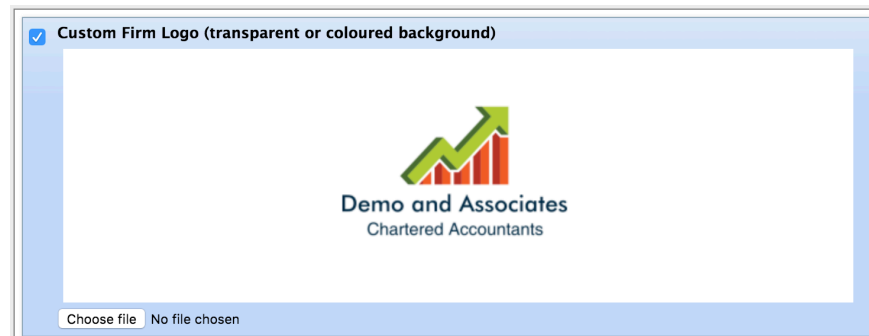 Custom Firm Logo (transparent or coloured background)
Demo and Associates
Chartered Accountants
Choose file No file chosen